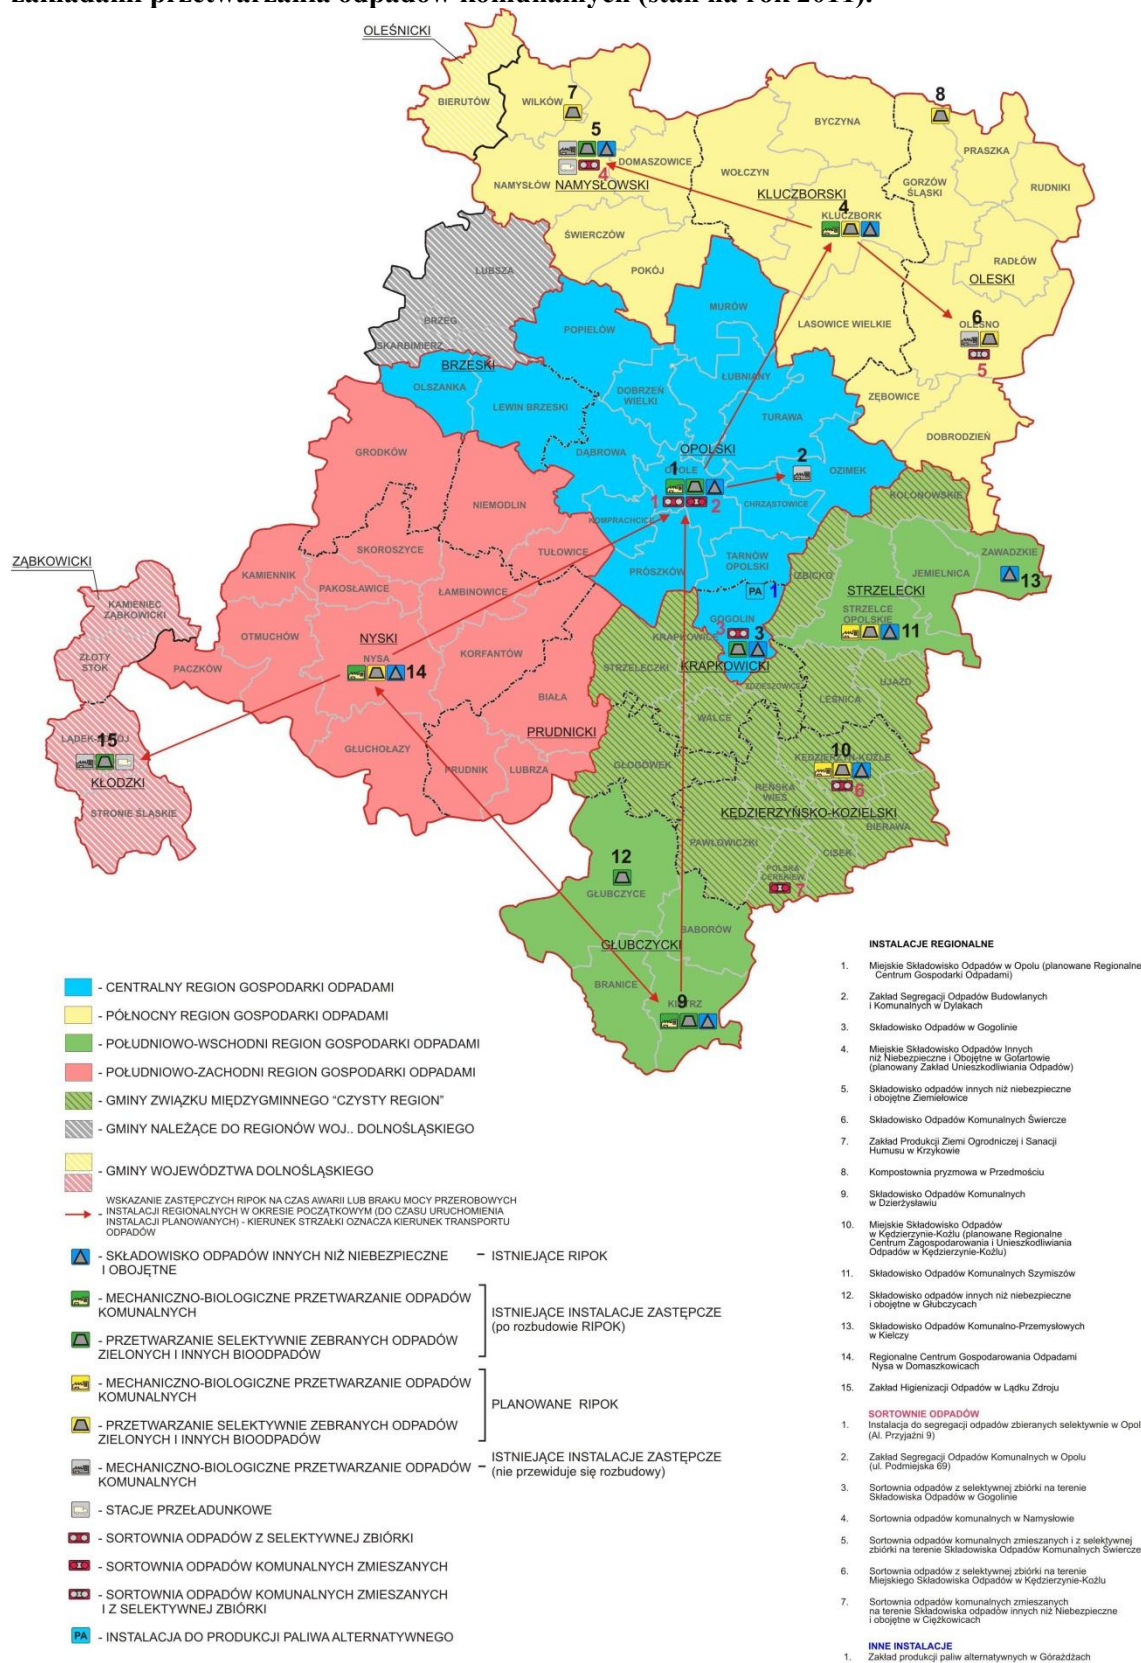 zakładami przetwarzania odpadów komunalnych (stan na rok 2011).
OLEŚNICKI
BIERUTÓW
WILKÓW
7
8
5
BYCZYNA
PRASZKA
DOMASZOWICE
4
NAMYSŁÓW
NAMYSŁOWSKI
WOŁCZYN
KLUCZBORSKI
GORZÓW
ŚLĄSKI
RUDNIKI
4
KLUCZBORK
ŚWIERCZÓW
RADŁÓW
OLESKI
LUBSZA
POKÓJ
MURÓW
LASOWICE WIELKIE
6
OLESNO
5
BRZEG
SKARBIMIERZ
BRZESKI
POPIELÓW
OLSZANKA
LEWIN BRZESKI
DOBRZEŃ
WIELKI
ŁUBNIANY
ZĘBOWICE
DOBRODZIEŃ
TURAWA
GRODKÓW
DĄBROWA
OPOLSKI
1
OPOLE
2
OZIMEK
1
2
NIEMODLIN
CHRZĄSTOWICE
KOLONOWSKIE
KOMPRACHCICE
SKOROSZYCE
TUŁOWICE
TARNÓW
OPOLSKI
PRÓSZKÓW
IZBICKO
JEMIELNICA
ZAWADZKIE
13
ZĄBKOWICKI
KAMIENIEC
ZĄBKOWICKI
KAMIENNIK
PAKOSŁAWICE
ŁAMBINOWICE
PA 1
STRZELECKI
STRZELCE
OPOLSKIE
11
GOGOLIN
3
3
KRAPKOWICE
KRAPKOWICKI
OTMUCHÓW
NYSKI
NYSA
14
KORFANTÓW
STRZELECZKI
ZDZIESZOWICE
LEŚNICA
UJAZD
ZŁOTY
STOK
PACZKÓW
BIAŁA
WALCE
PRUDNICKI
15
KŁODZKI
STRONIE ŚLĄSKIE
GŁUCHOŁAZY
PRUDNIK
LUBRZA
GŁOGÓWEK
10
KĘDZIERZYN-KOŹLE
6
REŃSKA
WIEŚ
KĘDZIERZYŃSKO-KOZIELSKI
BIERAWA
PAWŁOWICZKI
CISEK
POLSKA
CEREKIEW
7
12
GŁUBCZYCE
BABORÓW
GŁUBCZYCKI
BRANICE
9
- CENTRALNY REGION GOSPODARKI ODPADAMI
- PÓŁNOCNY REGION GOSPODARKI ODPADAMI
- POŁUDNIOWO-WSCHODNI REGION GOSPODARKI ODPADAMI
- POŁUDNIOWO-ZACHODNI REGION GOSPODARKI ODPADAMI
- GMINY ZWIĄZKU MIĘDZYGMINNEGO "CZYSTY REGION"
- GMINY NALEŻĄCE DO REGIONÓW WOJ.. DOLNOŚLĄSKIEGO
- GMINY WOJEWÓDZTWA DOLNOŚLĄSKIEGO
WSKAZANIE ZASTĘPCZYCH RIPOK NA CZAS AWARII LUB BRAKU MOCY PRZEROBOWYCH
- INSTALACJI REGIONALNYCH W OKRESIE POCZĄTKOWYM (DO CZASU URUCHOMIENIA
INSTALACJI PLANOWANYCH) - KIERUNEK STRZAŁKI OZNACZA KIERUNEK TRANSPORTU
ODPADÓW
- SKŁADOWISKO ODPADÓW INNYCH NIŻ NIEBEZPIECZNE
I OBOJĘTNE
- ISTNIEJĄCE RIPOK
- MECHANICZNO-BIOLOGICZNE PRZETWARZANIE ODPADÓW
KOMUNALNYCH
ISTNIEJĄCE INSTALACJE ZASTĘPCZE
(po rozbudowie RIPOK)
- PRZETWARZANIE SELEKTYWNIE ZEBRANYCH ODPADÓW
ZIELONYCH I INNYCH BIOODPADÓW
- MECHANICZNO-BIOLOGICZNE PRZETWARZANIE ODPADÓW
KOMUNALNYCH
PLANOWANE RIPOK
- PRZETWARZANIE SELEKTYWNIE ZEBRANYCH ODPADÓW
ZIELONYCH I INNYCH BIOODPADÓW
- MECHANICZNO-BIOLOGICZNE PRZETWARZANIE ODPADÓW
KOMUNALNYCH
- ISTNIEJĄCE INSTALACJE ZASTĘPCZE
(nie przewiduje się rozbudowy)
- STACJE PRZEŁADUNKOWE
- SORTOWNIA ODPADÓW Z SELEKTYWNEJ ZBIÓRKI
- SORTOWNIA ODPADÓW KOMUNALNYCH ZMIESZANYCH
- SORTOWNIA ODPADÓW KOMUNALNYCH ZMIESZANYCH
I Z SELEKTYWNEJ ZBIÓRKI
PA - INSTALACJA DO PRODUKCJI PALIWA ALTERNATYWNEGO
INSTALACJE REGIONALNE
1. Miejskie Składowisko Odpadów w Opolu (planowane Regionalne
Centrum Gospodarki Odpadami)
2. Zakład Segregacji Odpadów Budowlanych
i Komunalnych w Dylakach
3. Składowisko Odpadów w Gogolinie
4. Miejskie Składowisko Odpadów Innych
niż Niebezpieczne i Obojętne w Gotartowie
(planowany Zakład Unieszkodliwiania Odpadów)
5. Składowisko odpadów innych niż niebezpieczne
i obojętne Ziemiełowice
6. Składowisko Odpadów Komunalnych Świercze
7. Zakład Produkcji Ziemi Ogrodniczej i Sanacji
Humusu w Krzykowie
8. Kompostownia pryzmowa w Przedmościu
9. Składowisko Odpadów Komunalnych
w Dzierżysławiu
10. Miejskie Składowisko Odpadów
w Kędzierzynie-Koźlu (planowane Regionalne
Centrum Zagospodarowania i Unieszkodliwiania
Odpadów w Kędzierzynie-Koźlu)
11. Składowisko Odpadów Komunalnych Szymiszów
12. Składowisko odpadów innych niż niebezpieczne
i obojętne w Głubczycach
13. Składowisko Odpadów Komunalno-Przemysłowych
w Kielczy
14. Regionalne Centrum Gospodarowania Odpadami
Nysa w Domaszkowicach
15. Zakład Higienizacji Odpadów w Lądku Zdroju
SORTOWNIE ODPADÓW
1. Instalacja do segregacji odpadów zbieranych selektywnie w Opol
(Al. Przyjaźni 9)
2. Zakład Segregacji Odpadów Komunalnych w Opolu
(ul. Podmiejska 69)
3. Sortownia odpadów z selektywnej zbiórki na terenie
Składowiska Odpadów w Gogolinie
4. Sortownia odpadów komunalnych w Namysłowie
5. Sortownia odpadów komunalnych zmieszanych i z selektywnej
zbiórki na terenie Składowiska Odpadów Komunalnych Świercze
6. Sortownia odpadów z selektywnej zbiórki na terenie
Miejskiego Składowiska Odpadów w Kędzierzynie-Koźlu
7. Sortownia odpadów komunalnych zmieszanych
na terenie Składowiska odpadów innych niż Niebezpieczne
i obojętne w Ciężkowicach
INNE INSTALACJE
1. Zakład produkcji paliw alternatywnych w Górażdżach